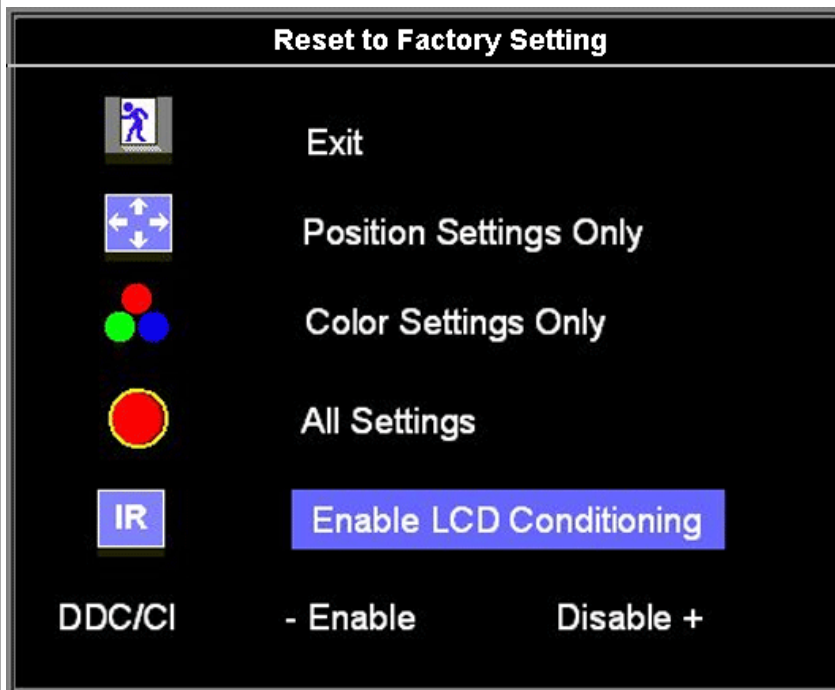 Reset to Factory Setting
Exit
Position Settings Only
Color Settings Only
All Settings
IR Enable LCD Conditioning
DDC/CI - Enable Disable +